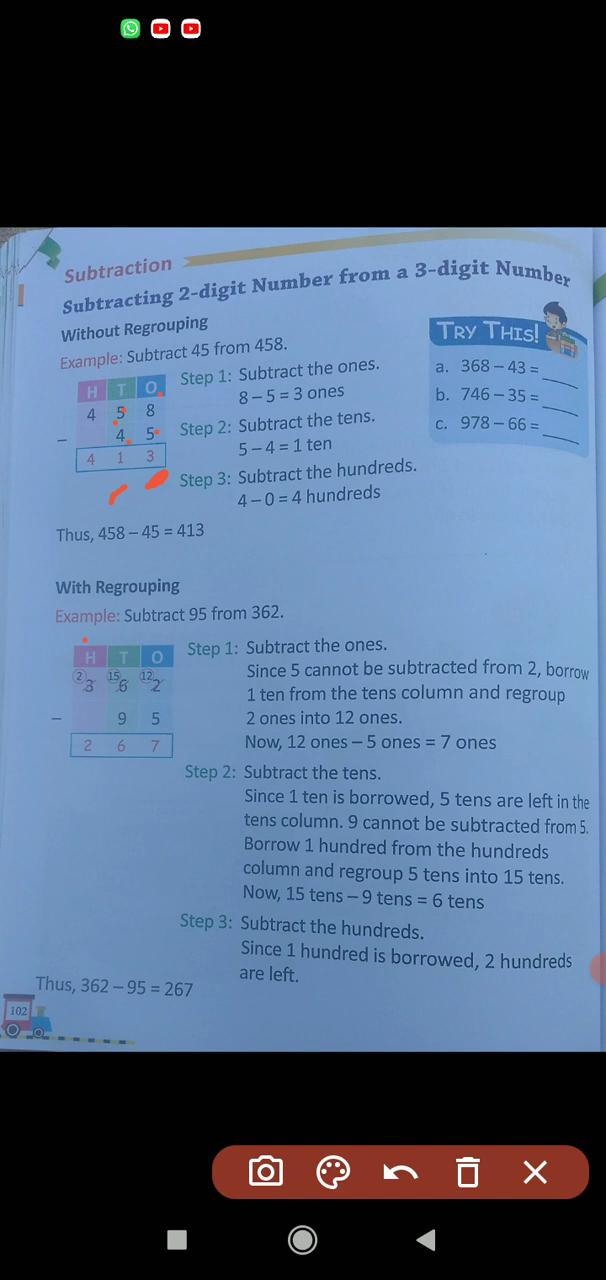 Subtraction
Subtracting 2-digit Number from a 3-digit Number
Without Regrouping
Example: Subtract 45 from 458.
H T O
4 5 8
– 4 5
4 1 3
Step 1: Subtract the ones.
8 – 5 = 3 ones
Step 2: Subtract the tens.
5 – 4 = 1 ten
Step 3: Subtract the hundreds.
4 – 0 = 4 hundreds
TRY THIS!
a. 368 – 43 = ____
b. 746 – 35 = ____
c. 978 – 66 = ____
Thus, 458 – 45 = 413
With Regrouping
Example: Subtract 95 from 362.
H T O
2 15 12
3 6 2
– 9 5
2 6 7
Step 1: Subtract the ones.
Since 5 cannot be subtracted from 2, borrow
1 ten from the tens column and regroup
2 ones into 12 ones.
Now, 12 ones – 5 ones = 7 ones
Step 2: Subtract the tens.
Since 1 ten is borrowed, 5 tens are left in the
tens column. 9 cannot be subtracted from 5.
Borrow 1 hundred from the hundreds
column and regroup 5 tens into 15 tens.
Now, 15 tens – 9 tens = 6 tens
Step 3: Subtract the hundreds.
Since 1 hundred is borrowed, 2 hundreds
are left.
Thus, 362 – 95 = 267
102